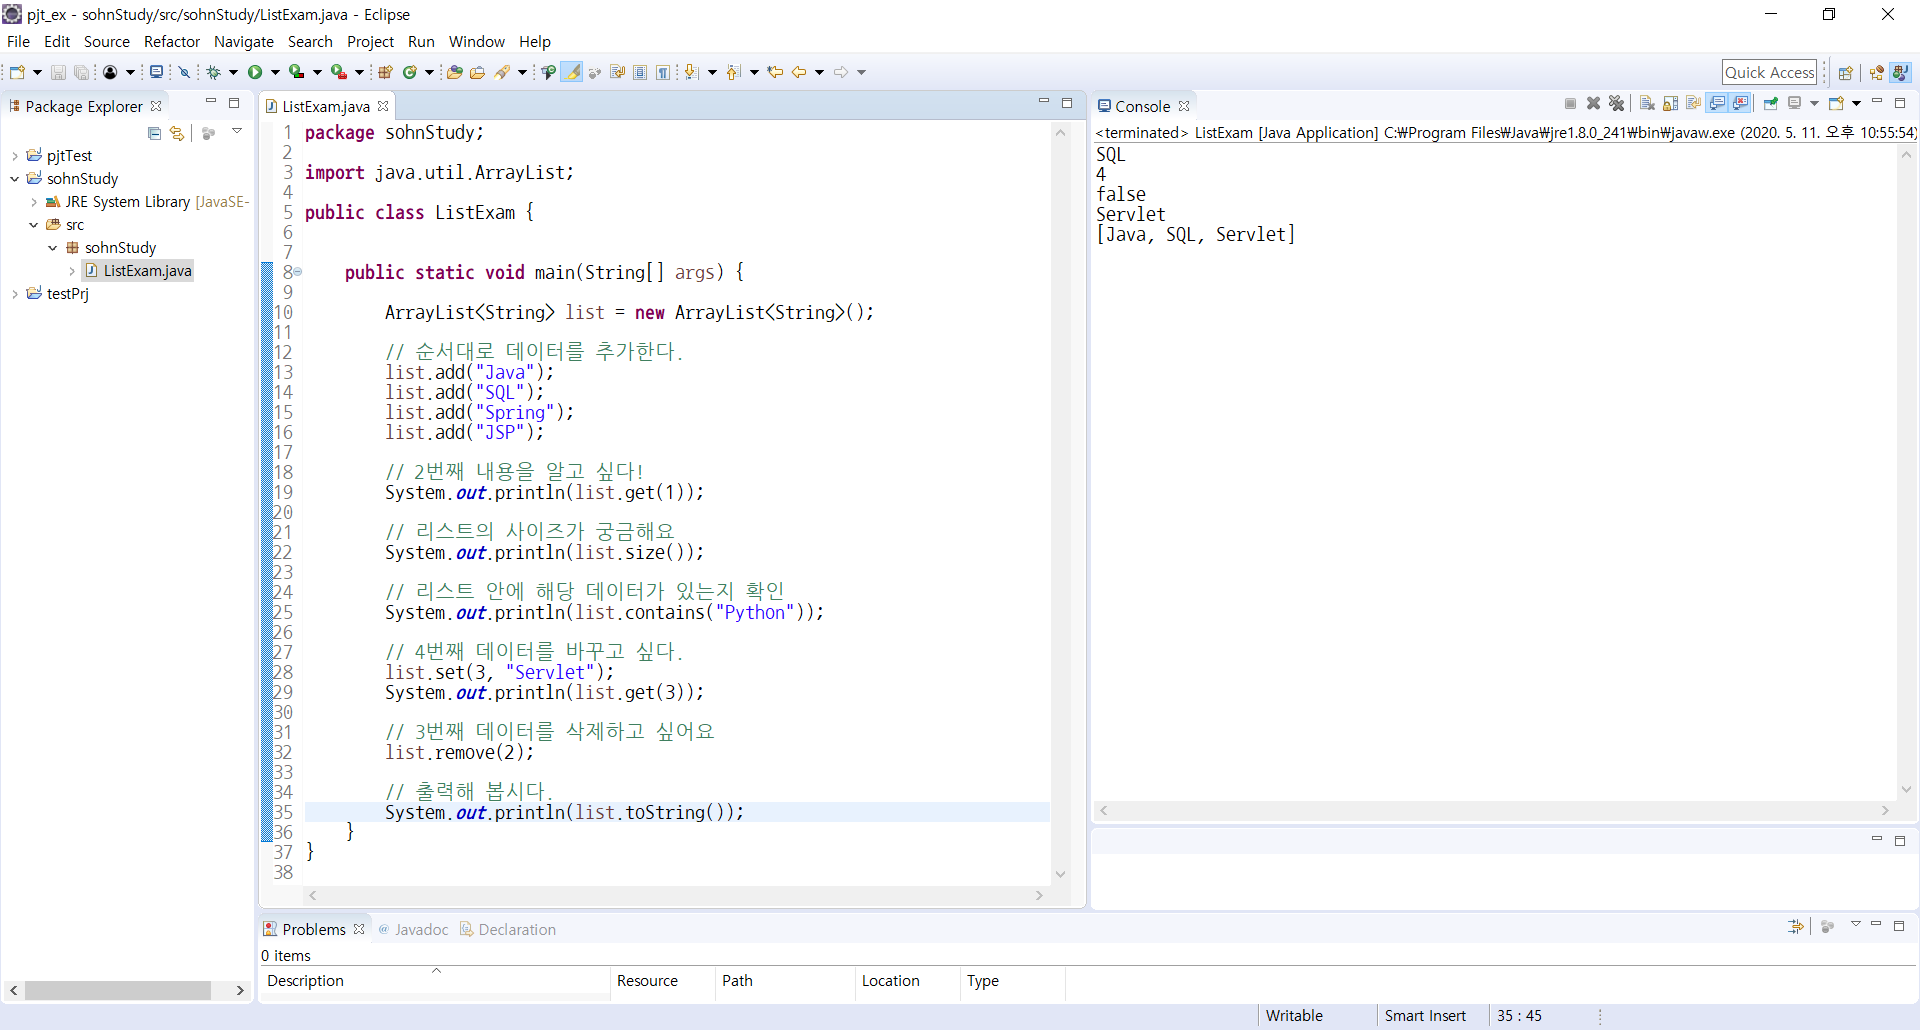 pjt_ex - sohnStudy/src/sohnStudy/ListExam.java - Eclipse
File Edit Source Refactor Navigate Search Project Run Window Help
Quick Access
Package Explorer
pjtTest
sohnStudy
JRE System Library [JavaSE-
src
sohnStudy
ListExam.java
testPrj
ListExam.java
1 package sohnStudy;
2
3 import java.util.ArrayList;
4
5 public class ListExam {
6
7
8 public static void main(String[] args) {
9
10 ArrayList<String> list = new ArrayList<String>();
11
12 // 순서대로 데이터를 추가한다.
13 list.add("Java");
14 list.add("SQL");
15 list.add("Spring");
16 list.add("JSP");
17
18 // 2번째 내용을 알고 싶다!
19 System.out.println(list.get(1));
20
21 // 리스트의 사이즈가 궁금해요
22 System.out.println(list.size());
23
24 // 리스트 안에 해당 데이터가 있는지 확인
25 System.out.println(list.contains("Python"));
26
27 // 4번째 데이터를 바꾸고 싶다.
28 list.set(3, "Servlet");
29 System.out.println(list.get(3));
30
31 // 3번째 데이터를 삭제하고 싶어요
32 list.remove(2);
33
34 // 출력해 봅시다.
35 System.out.println(list.toString());
36 }
37 }
38
Console
<terminated> ListExam [Java Application] C:₩Program Files₩Java₩jre1.8.0_241₩bin₩javaw.exe (2020. 5. 11. 오후 10:55:54)
SQL
4
false
Servlet
[Java, SQL, Servlet]
Problems @ Javadoc Declaration
0 items
Description Resource Path Location Type
Writable Smart Insert 35 : 45